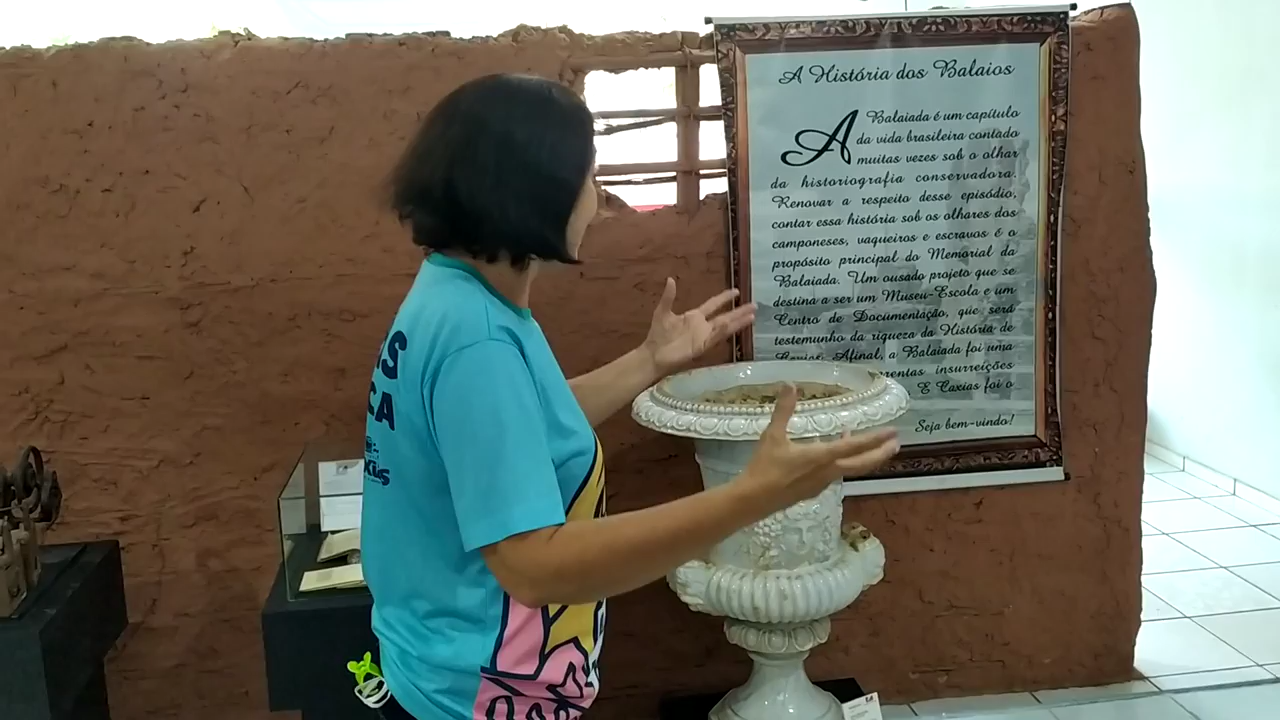 A História dos Balaios
A Balaiada é um capítulo
da vida brasileira contado
muitas vezes sob o olhar
da historiografia conservadora.
Renovar a respeito desse episódio,
contar essa história sob os olhares dos
camponeses, vaqueiros e escravos é o
propósito principal do Memorial da
Balaiada. Um ousado projeto que se
destina a ser um Museu-Escola e um
Centro de Documentação, que será
testemunho da riqueza da História de
Caxias. Afinal, a Balaiada foi uma
insurreições
E Caxias foi o
Seja bem-vindo!